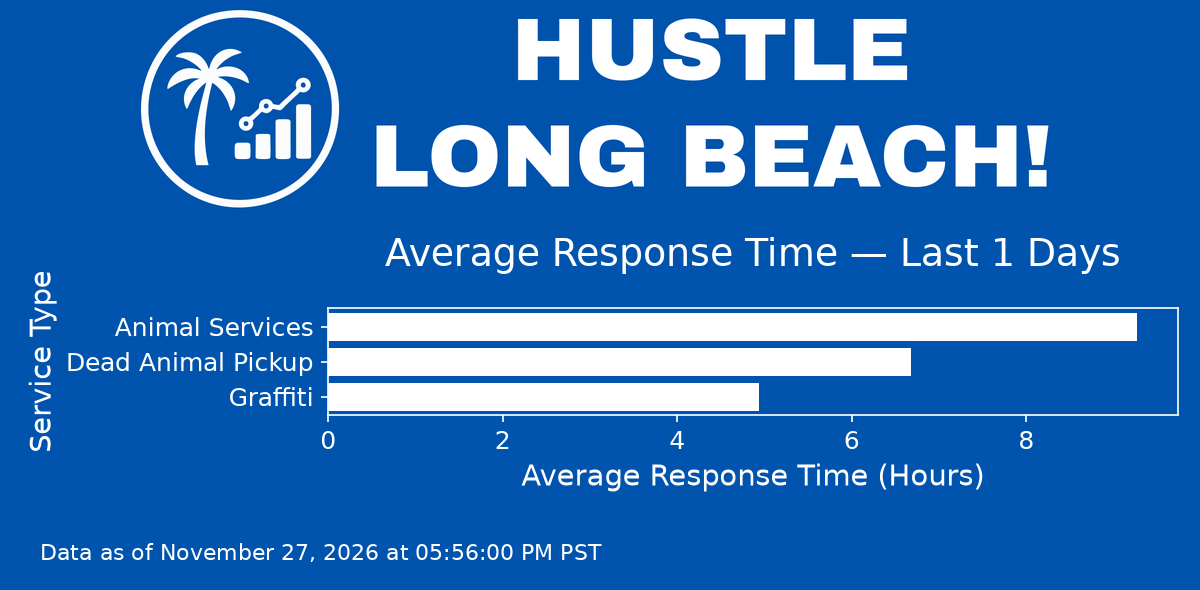 HUSTLE
LONG BEACH!
Average Response Time — Last 1 Days
Service Type
Animal Services
Dead Animal Pickup
Graffiti
0 2 4 6 8
Average Response Time (Hours)
Data as of November 27, 2026 at 05:56:00 PM PST